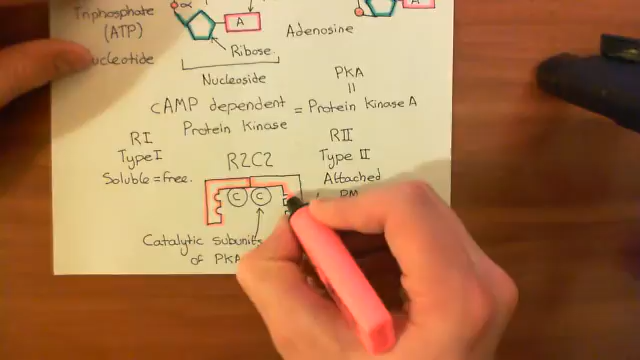 Triphosphate
(ATP)
Nucleotide
α
A
A
Ribose.
Adenosine
Nucleoside
cAMP dependent
Protein Kinase
=
PKA
=
Protein Kinase A
RI
Type I
Soluble = Free.
R2C2
RII
Type II
Attached
PM
C
C
Catalytic subunits
of PKA